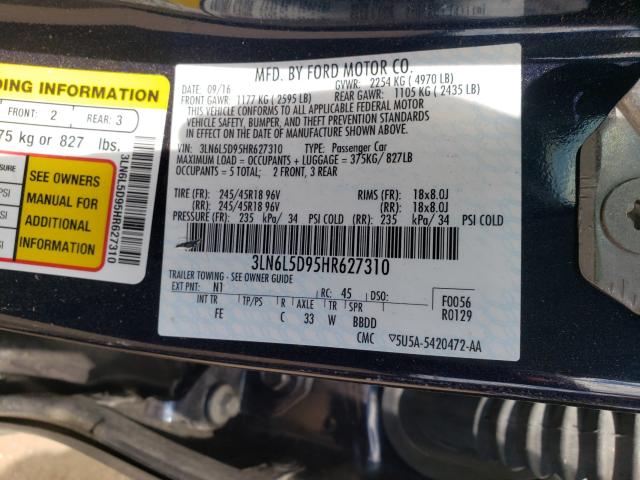 DING INFORMATION
FRONT: 2 REAR: 3
75 kg or 827 lbs.
SEE OWNERS
MANUAL FOR
ADDITIONAL
INFORMATION
3LN6L5D95HR627310
MFD. BY FORD MOTOR CO.
DATE: 09/16 GVWR: 2254 KG ( 4970 LB)
FRONT GAWR: 1177 KG ( 2595 LB) REAR GAWR: 1105 KG ( 2435 LB)
THIS VEHICLE CONFORMS TO ALL APPLICABLE FEDERAL MOTOR
VEHICLE SAFETY, BUMPER, AND THEFT PREVENTION STANDARDS
IN EFFECT ON THE DATE OF MANUFACTURE SHOWN ABOVE.
VIN: 3LN6L5D95HR627310 TYPE: Passenger Car
MAXIMUM LOAD = OCCUPANTS + LUGGAGE = 375KG/ 827LB
OCCUPANTS = 5 TOTAL; 2 FRONT, 3 REAR
TIRE (FR): 245/45R18 96V RIMS (FR): 18x8.0J
(RR): 245/45R18 96V (RR): 18x8.0J
PRESSURE (FR): 235 kPa/ 34 PSI COLD (RR): 235 kPa/ 34 PSI COLD
3LN6L5D95HR627310
TRAILER TOWING - SEE OWNER GUIDE
EXT PNT: N1 RC: 45 DSO: F0056
INT TR TP/PS R AXLE TR SPR R0129
FE C 33 W BBDD
CMC ▽5U5A-5420472-AA